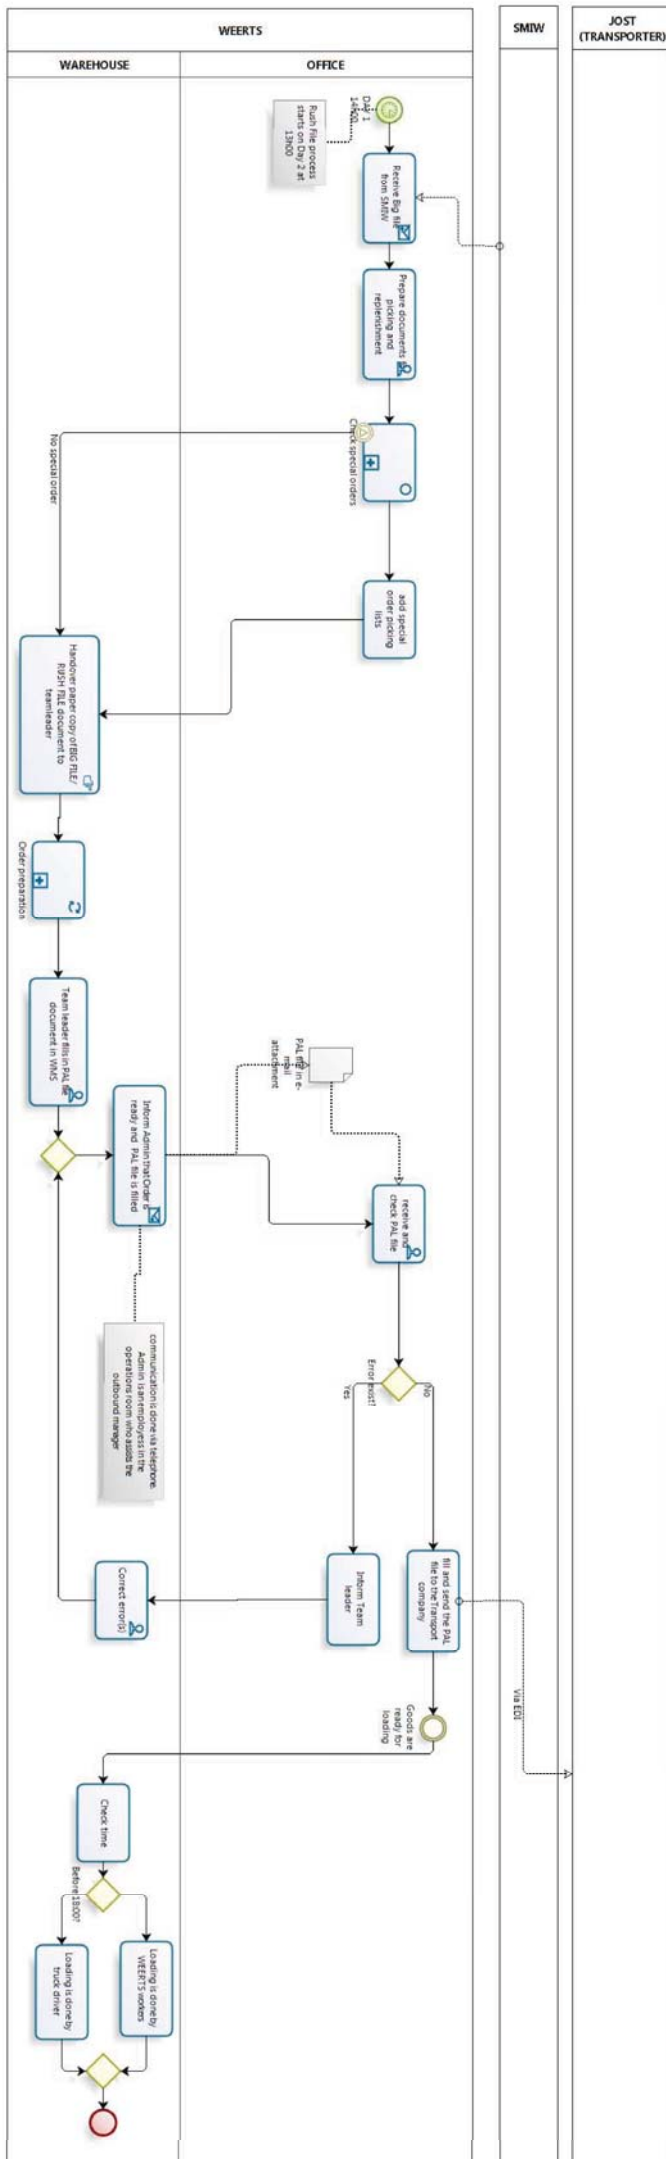 WEERTS
SMIW
JOST
(TRANSPORTER)
WAREHOUSE
OFFICE
DAY 1
14h00
Rush File process
starts on Day 2 at
13h00
Receive Big file
from SMIW
Prepare documents
picking and
replenishment
Check special orders
No special order
add special
order picking
lists
Handover paper copy of BIG FILE/
RUSH FILE document to
teamleader
Order preparation
Team leader fills in PAL file
document in WMS
Inform Admin that Order is
ready and PAL file is filled
PAL file in e-
mail
attachment
receive and
check PAL file
communication is done via telephone.
Admin is an employess in the
operations room who assists the
outbound manager
Error exist?
No
Yes
Inform Team
leader
Correct error(s)
fill and send the PAL
file to the Transport
company
Via EDI
Goods are
ready for
loading
Check time
Before 18:00?
Loading is done by
WEERTS workers
Loading is done by
truck driver